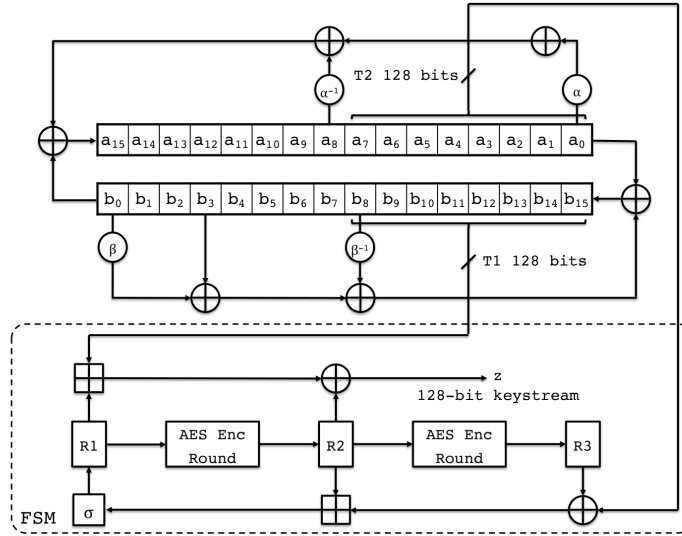 T2 128 bits
α⁻¹
α
a₁₅ a₁₄ a₁₃ a₁₂ a₁₁ a₁₀ a₉ a₈ a₇ a₆ a₅ a₄ a₃ a₂ a₁ a₀
b₀ b₁ b₂ b₃ b₄ b₅ b₆ b₇ b₈ b₉ b₁₀ b₁₁ b₁₂ b₁₃ b₁₄ b₁₅
β
β⁻¹
T1 128 bits
z
128-bit keystream
R1
AES Enc
Round
R2
AES Enc
Round
R3
σ
FSM